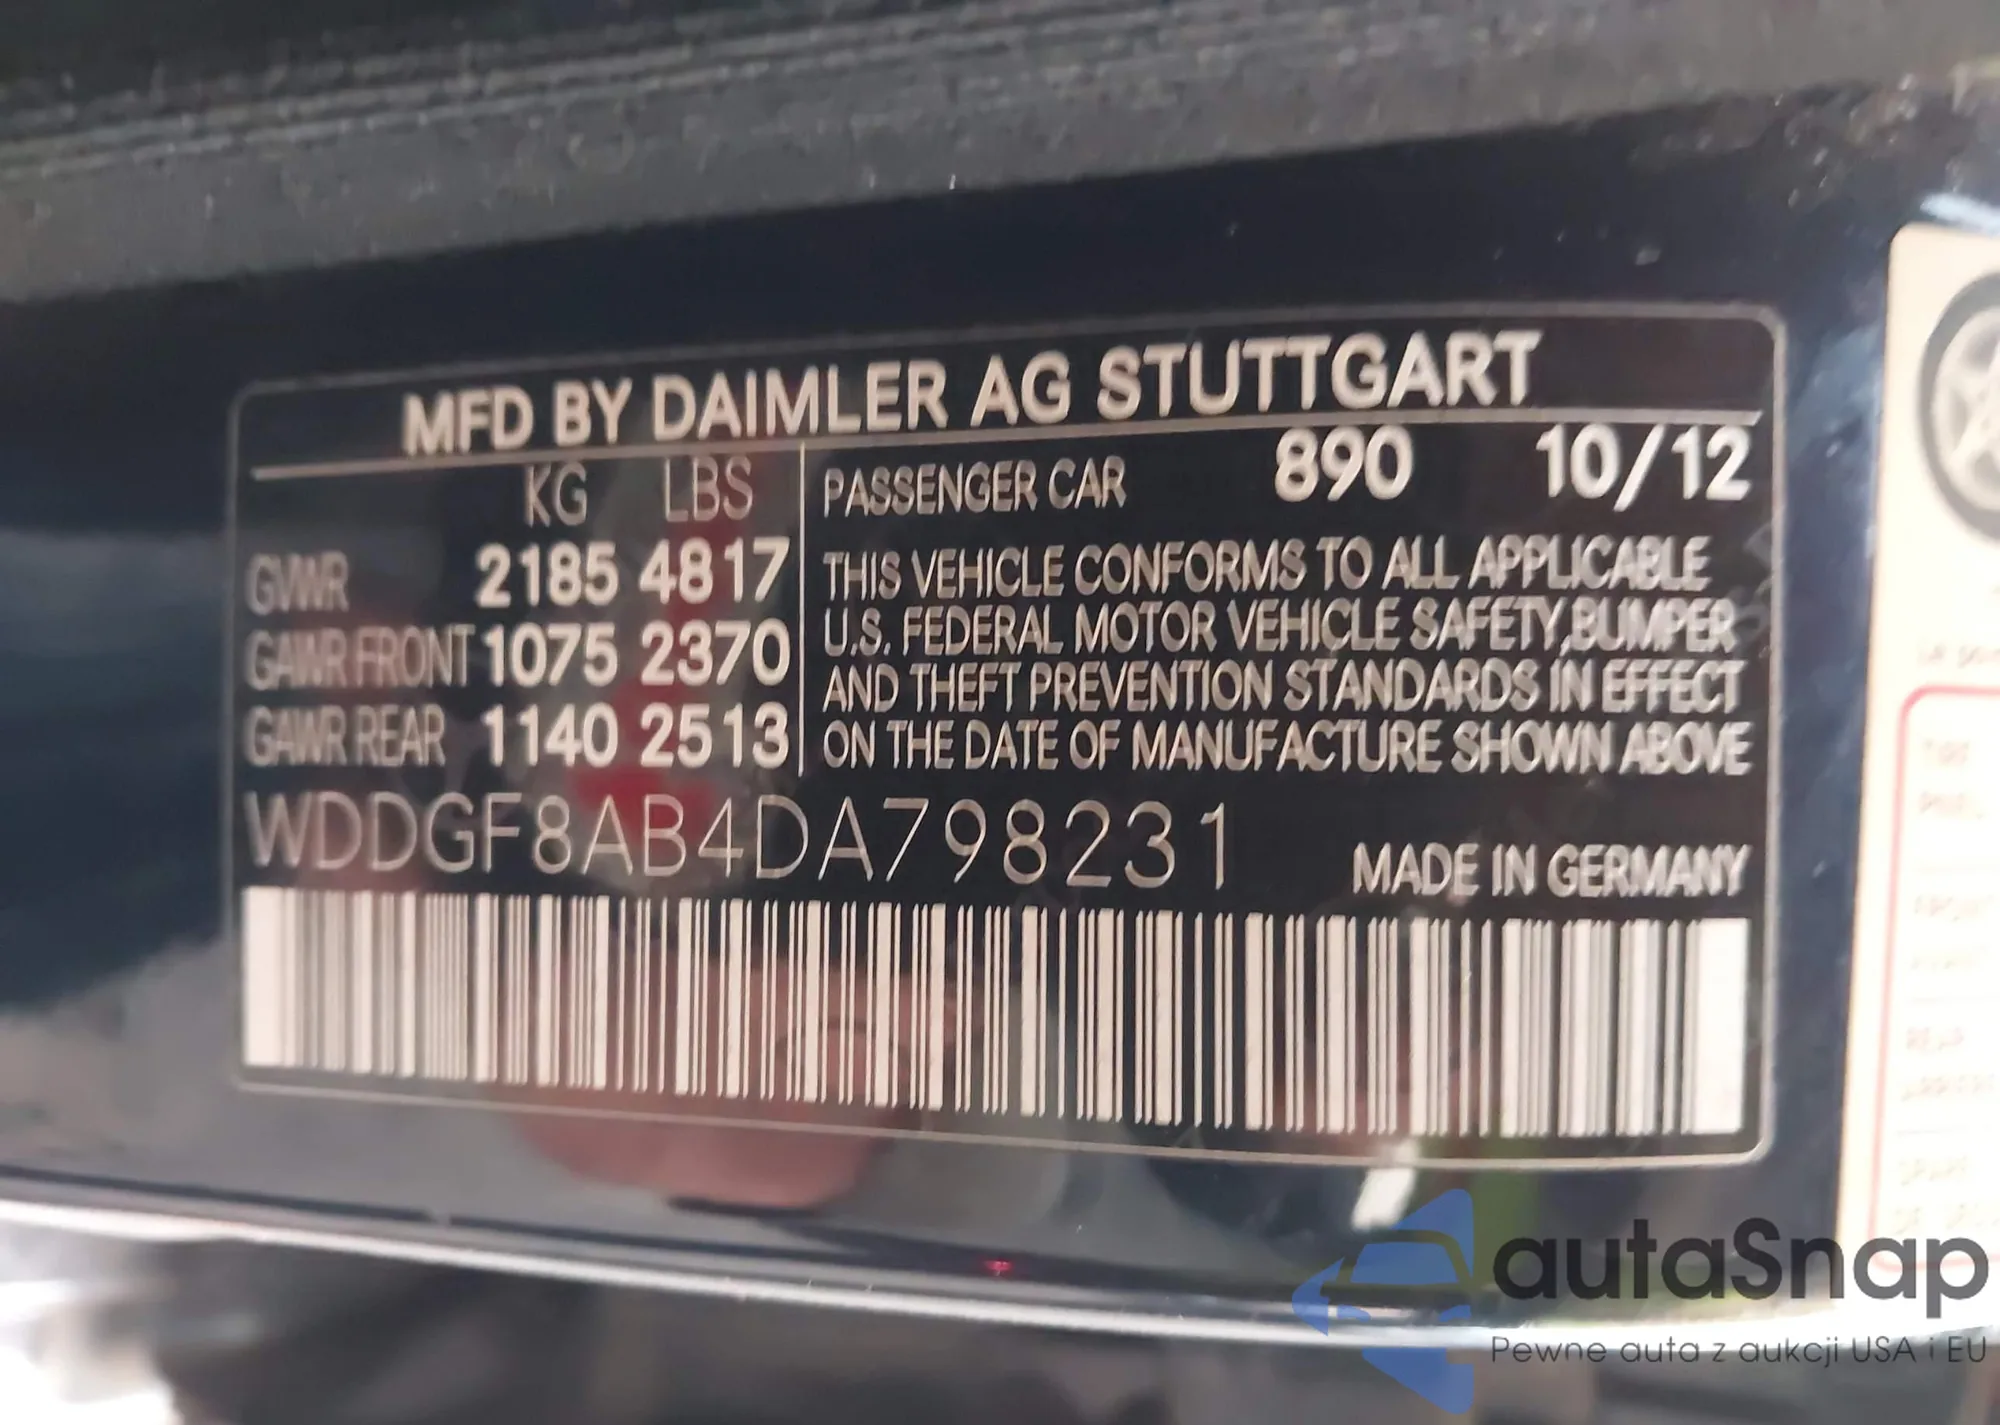 MFD BY DAIMLER AG STUTTGART
KG LBS PASSENGER CAR 890 10/12
GVWR 2185 4817 THIS VEHICLE CONFORMS TO ALL APPLICABLE
GAWR FRONT 1075 2370 U.S. FEDERAL MOTOR VEHICLE SAFETY,BUMPER
AND THEFT PREVENTION STANDARDS IN EFFECT
GAWR REAR 1140 2513 ON THE DATE OF MANUFACTURE SHOWN ABOVE
WDDGF8AB4DA798231 MADE IN GERMANY
autaSnap
Pewne auta z aukcji USA i EU